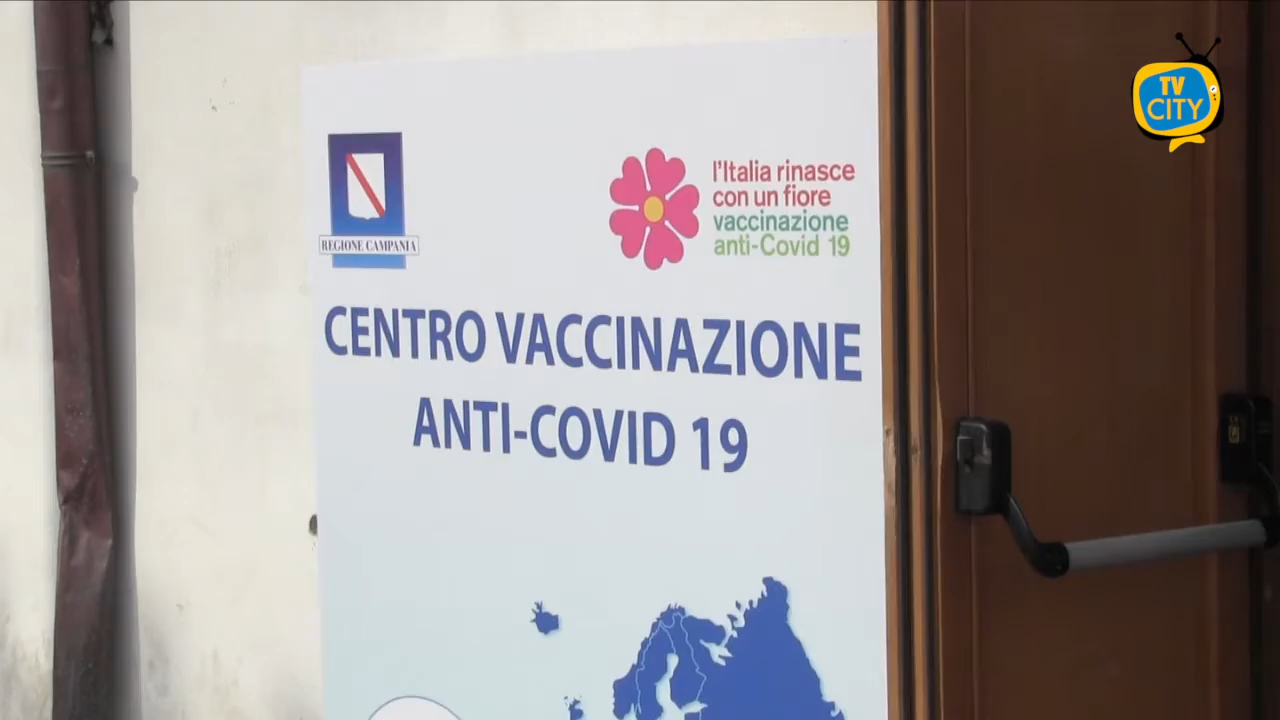 TV
CITY
REGIONE CAMPANIA
l'Italia rinasce
con un fiore
vaccinazione
anti-Covid 19
CENTRO VACCINAZIONE
ANTI-COVID 19